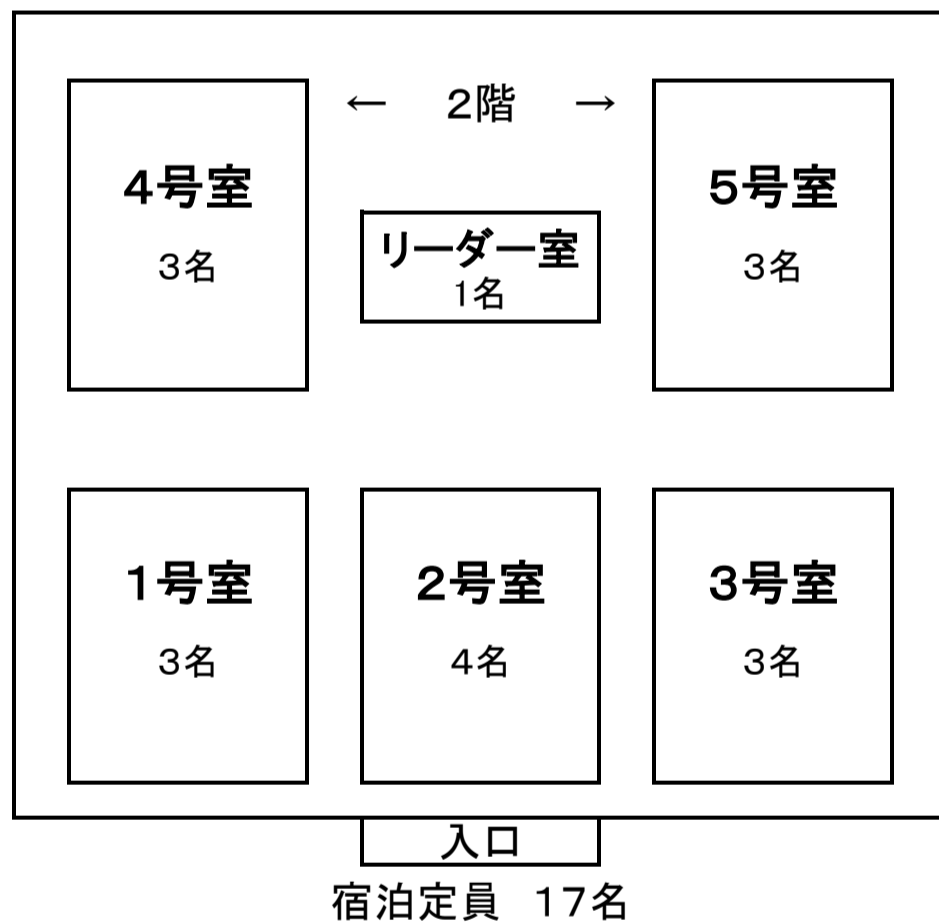 ← 2階 →
4号室
3名
リーダー室
1名
5号室
3名
1号室
3名
2号室
4名
3号室
3名
入口
宿泊定員 17名